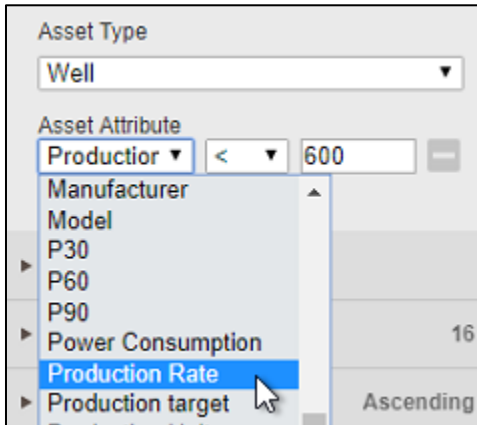 Asset Type
Well
Asset Attribute
Production < 600
Manufacturer
Model
P30
P60
P90
Power Consumption
16
Production Rate
Production target
Ascending